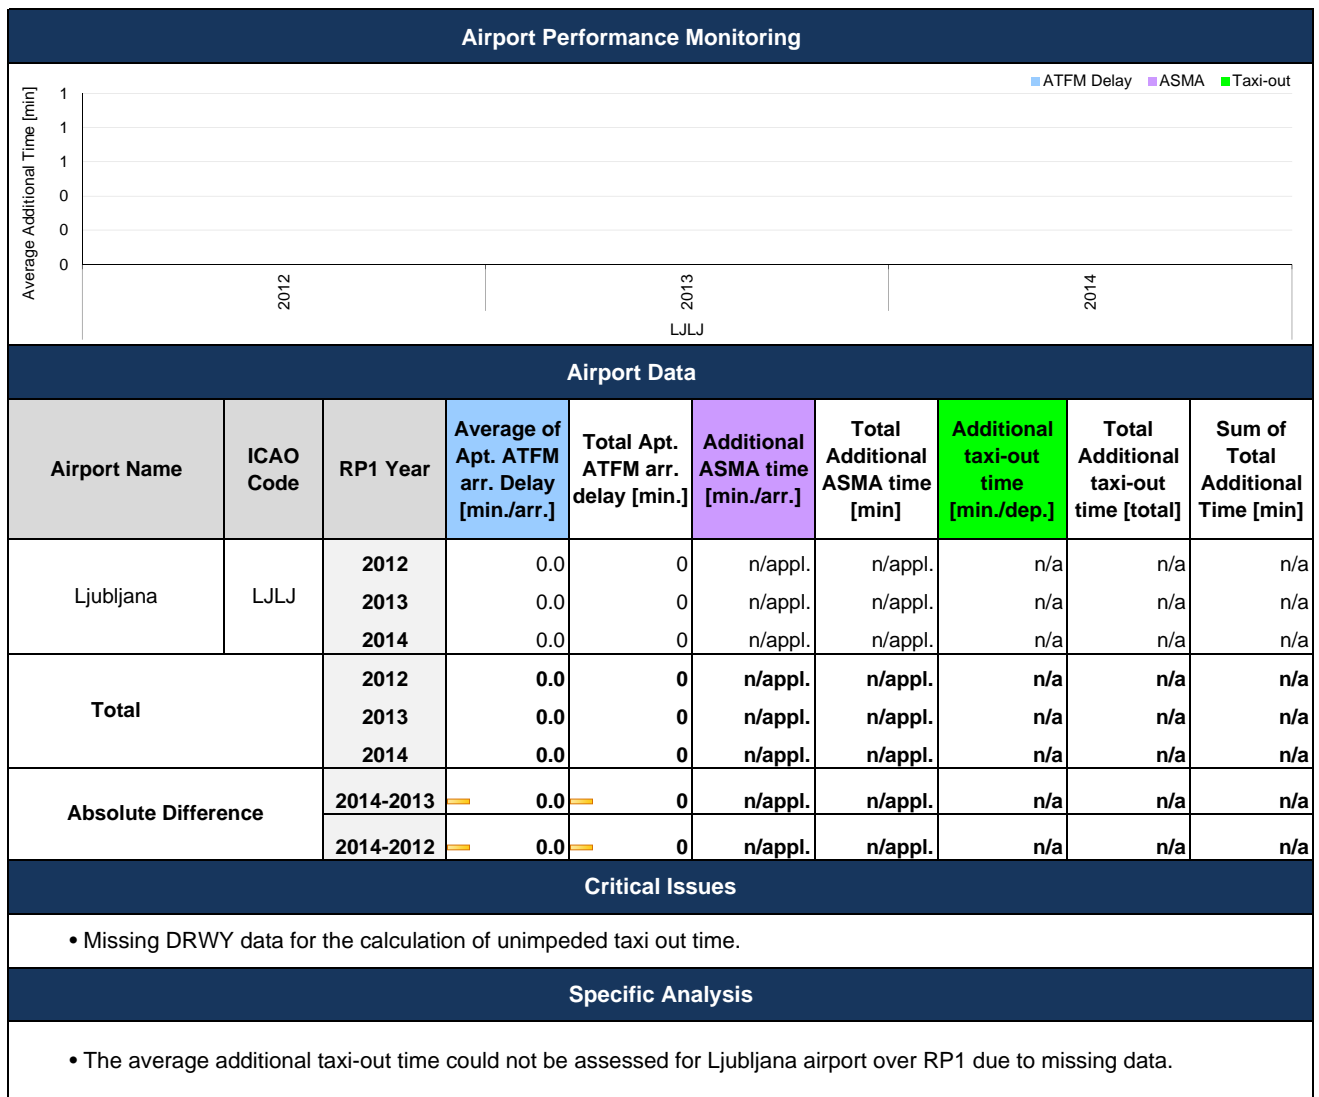 Airport Performance Monitoring
ATFM Delay ASMA Taxi-out
Average Additional Time [min]
1
1
1
0
0
0
2012 2013 2014
LJLJ
Airport Data
Airport Name ICAO Code RP1 Year Average of Apt. ATFM arr. Delay [min./arr.] Total Apt. ATFM arr. delay [min.] Additional ASMA time [min./arr.] Total Additional ASMA time [min] Additional taxi-out time [min./dep.] Total Additional taxi-out time [total] Sum of Total Additional Time [min]
Ljubljana LJLJ
2012 0.0 0 n/appl. n/appl. n/a n/a n/a
2013 0.0 0 n/appl. n/appl. n/a n/a n/a
2014 0.0 0 n/appl. n/appl. n/a n/a n/a
Total
2012 0.0 0 n/appl. n/appl. n/a n/a n/a
2013 0.0 0 n/appl. n/appl. n/a n/a n/a
2014 0.0 0 n/appl. n/appl. n/a n/a n/a
Absolute Difference
2014-2013 0.0 0 n/appl. n/appl. n/a n/a n/a
2014-2012 0.0 0 n/appl. n/appl. n/a n/a n/a
Critical Issues
• Missing DRWY data for the calculation of unimpeded taxi out time.
Specific Analysis
• The average additional taxi-out time could not be assessed for Ljubljana airport over RP1 due to missing data.